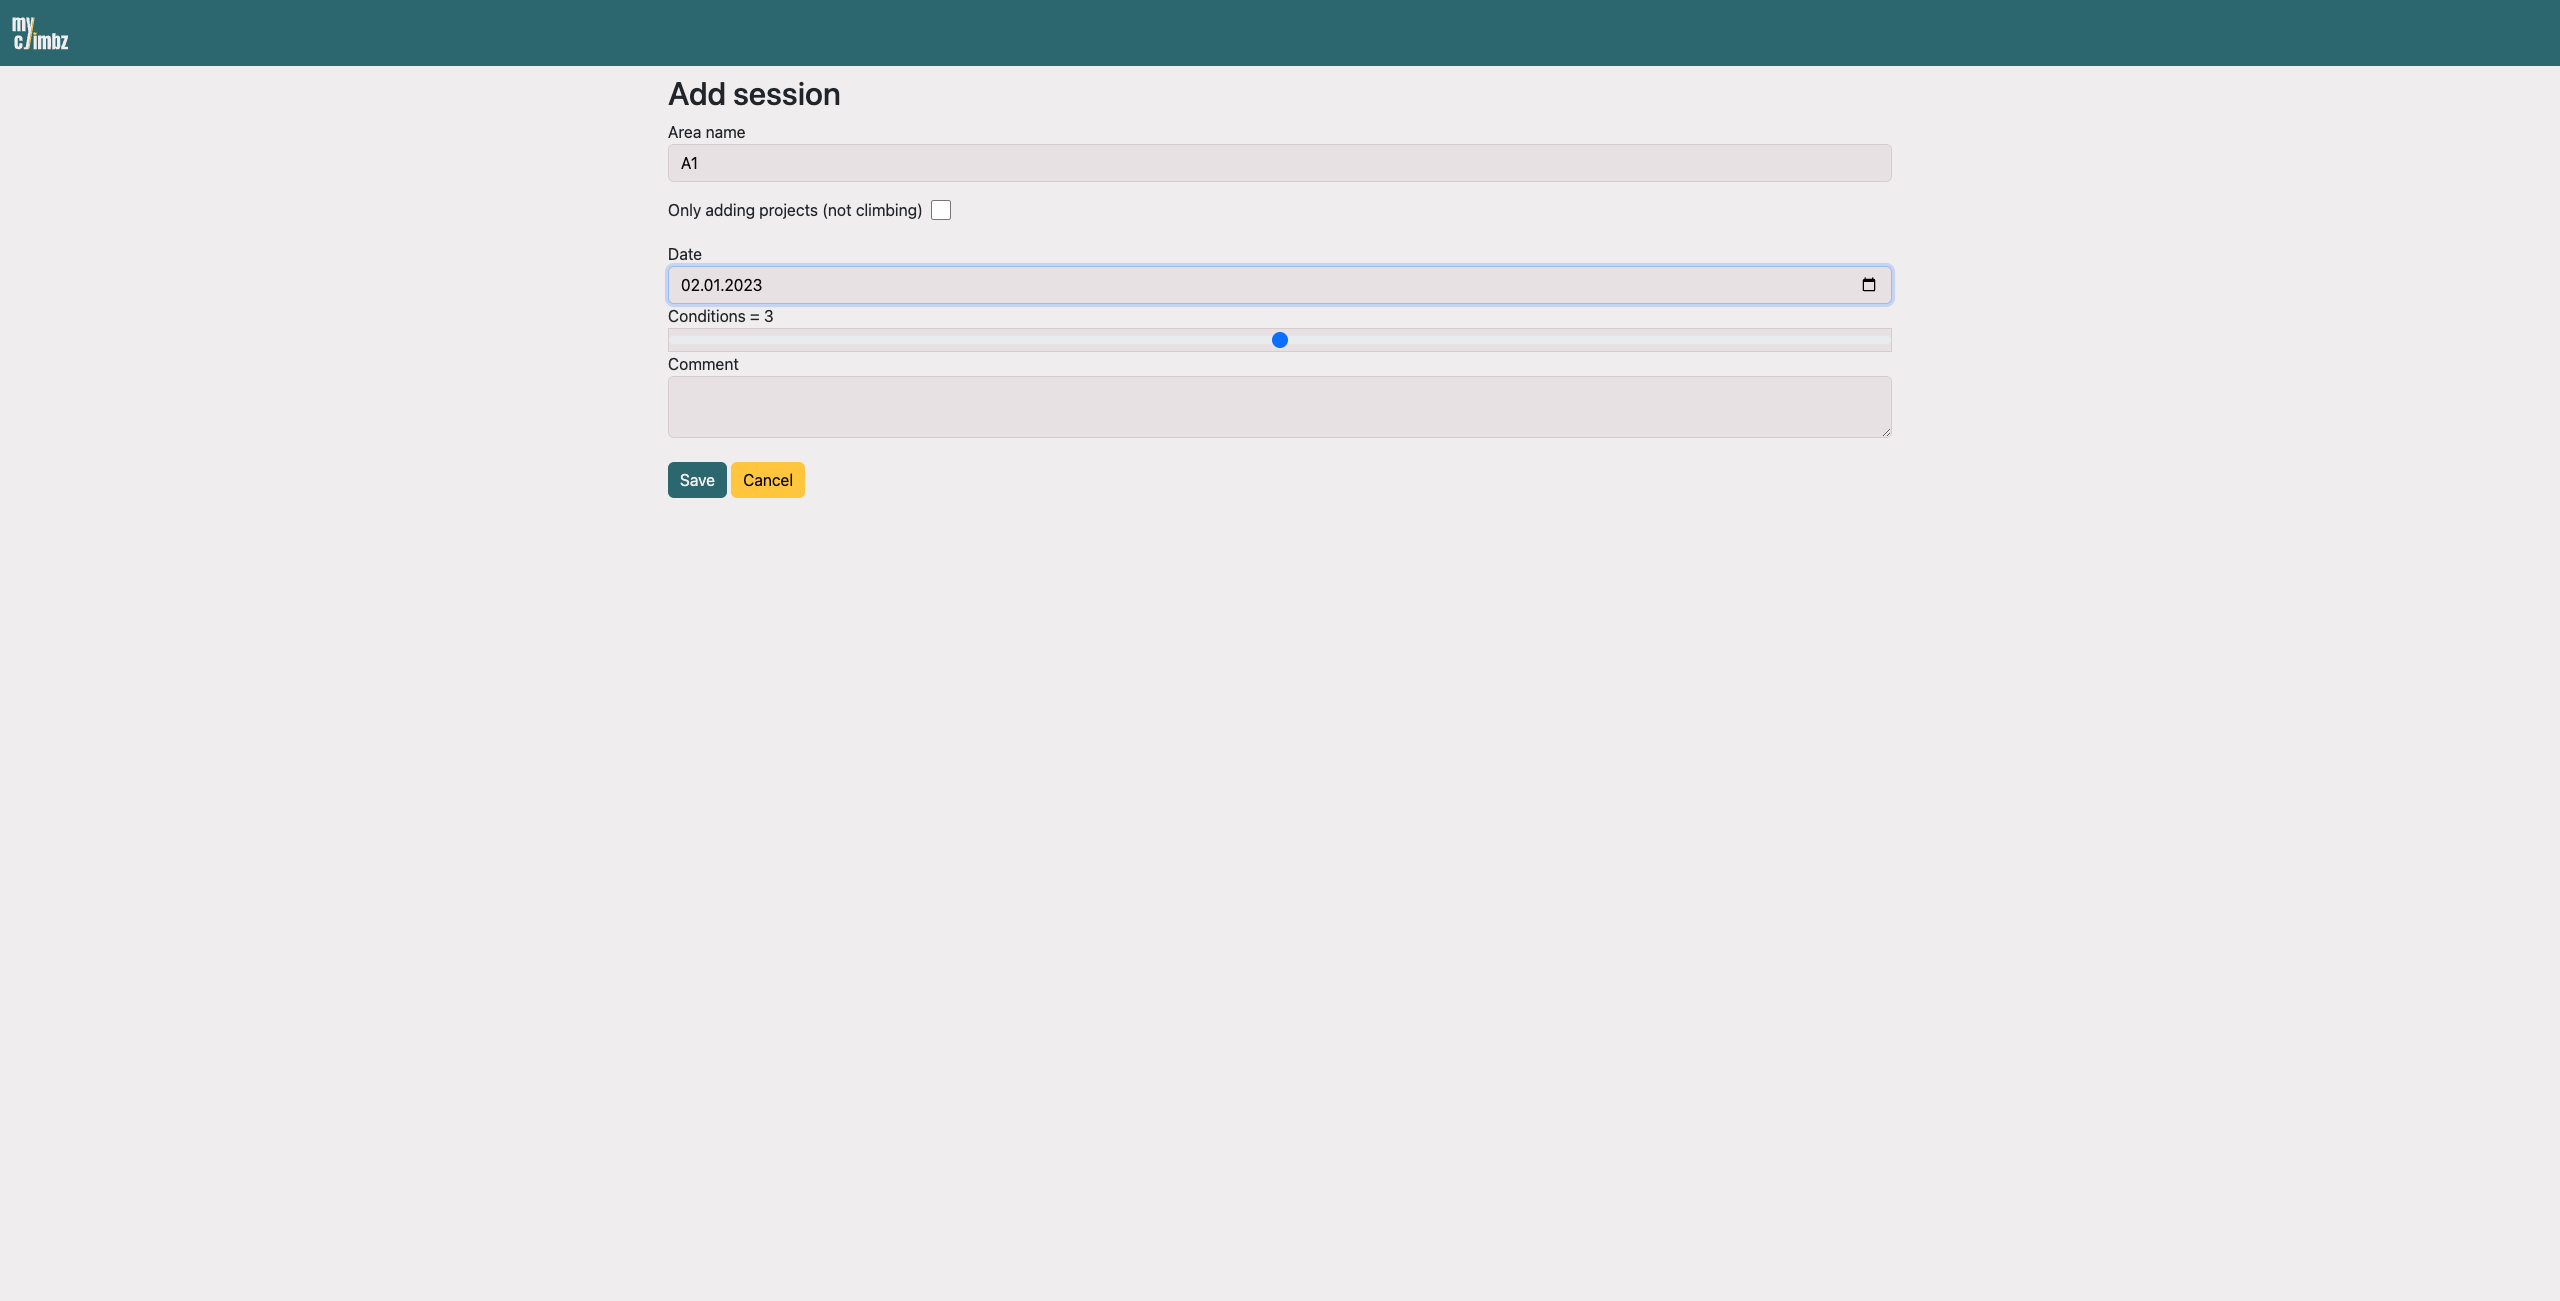 my
climbz
Add session
Area name
A1
Only adding projects (not climbing)
Date
02.01.2023
Conditions = 3
Comment
Save Cancel